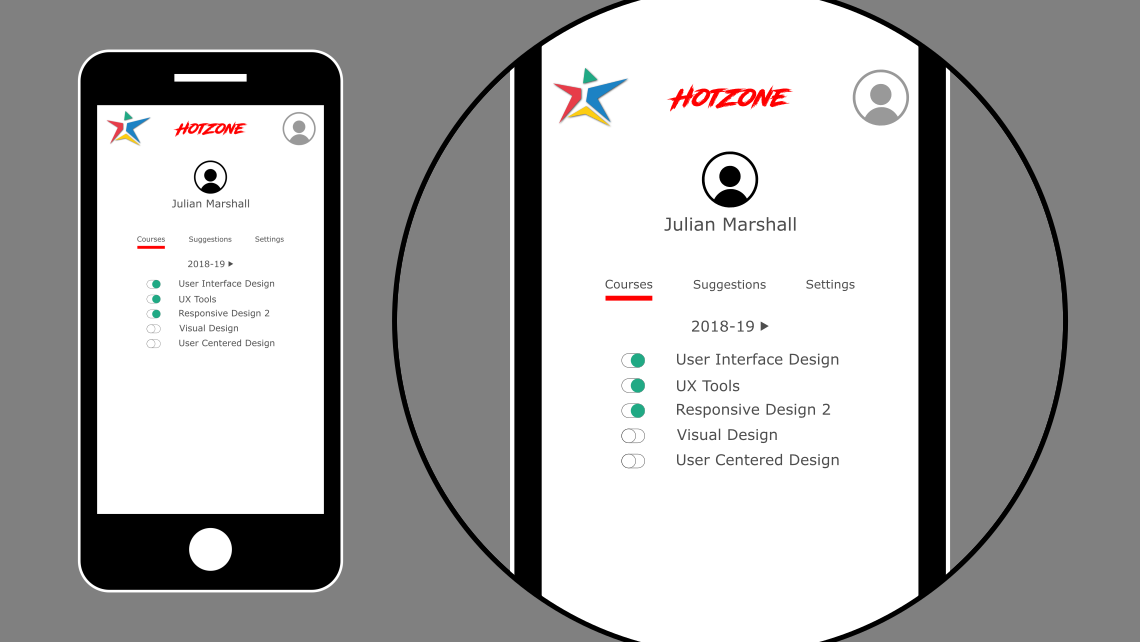 HOTZONE
Julian Marshall
Courses Suggestions Settings
2018-19
User Interface Design
UX Tools
Responsive Design 2
Visual Design
User Centered Design
HOTZONE
Julian Marshall
Courses Suggestions Settings
2018-19
User Interface Design
UX Tools
Responsive Design 2
Visual Design
User Centered Design